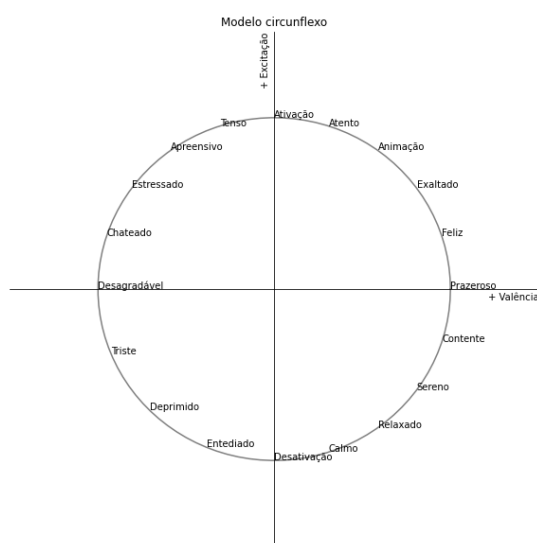 Modelo circunflexo
+ Excitação
Ativação
Tenso
Atento
Apreensivo
Animação
Estressado
Exaltado
Chateado
Feliz
Desagradável
Prazeroso
+ Valência
Contente
Triste
Sereno
Deprimido
Relaxado
Entediado
Calmo
Desativação